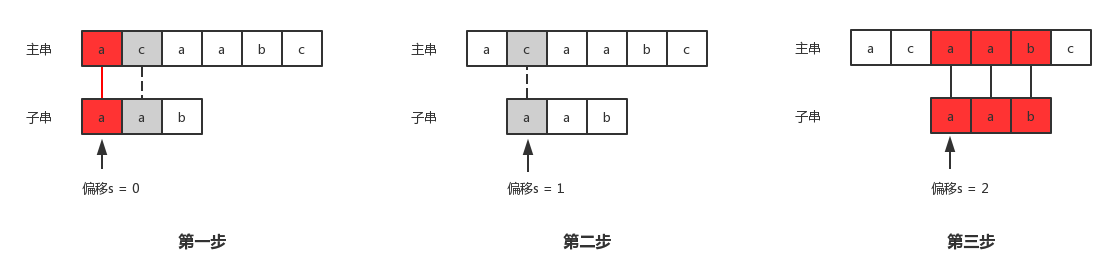 主串 a c a a b c
子串 a a b
偏移s = 0
第一步
主串 a c a a b c
子串 a a b
偏移s = 1
第二步
主串 a c a a b c
子串 a a b
偏移s = 2
第三步